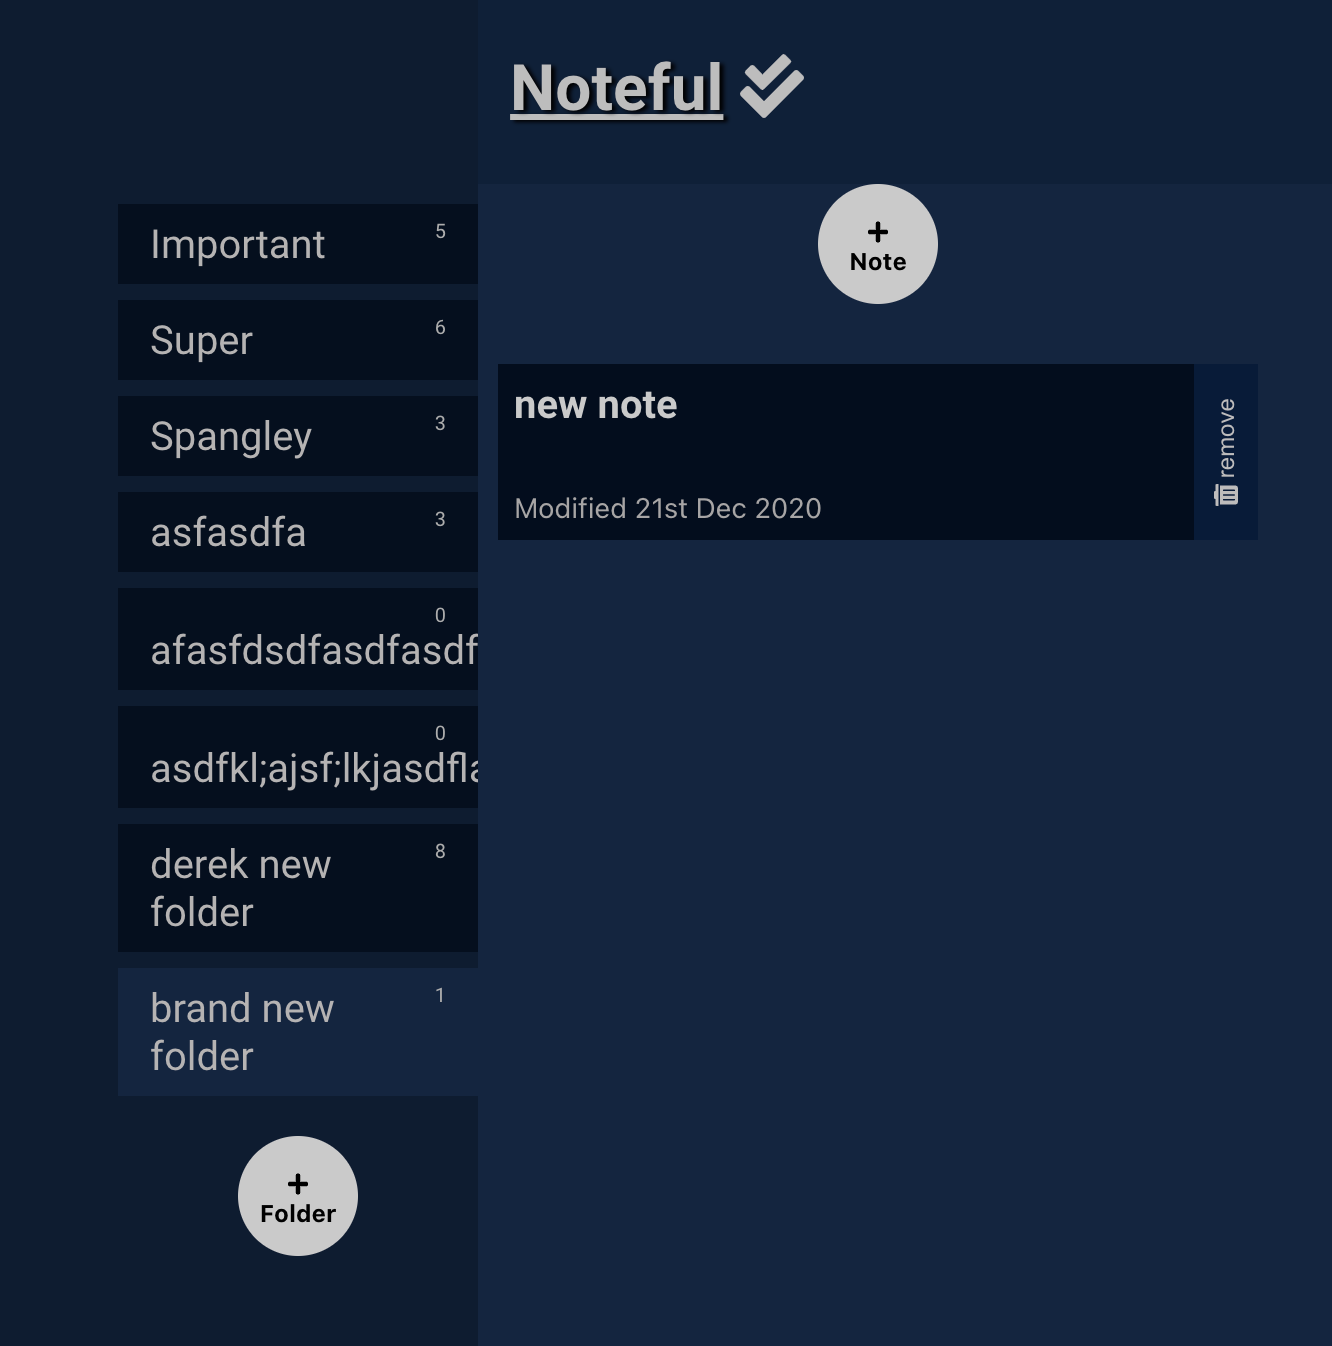 Noteful
Important 5
Super 6
Spangley 3
asfasdfa 3
0
afasfdsdfasdfasdf
0
asdfkl;ajsf;lkjasdfla
derek new 8
folder
brand new 1
folder
+
Folder
+
Note
new note
Modified 21st Dec 2020
remove